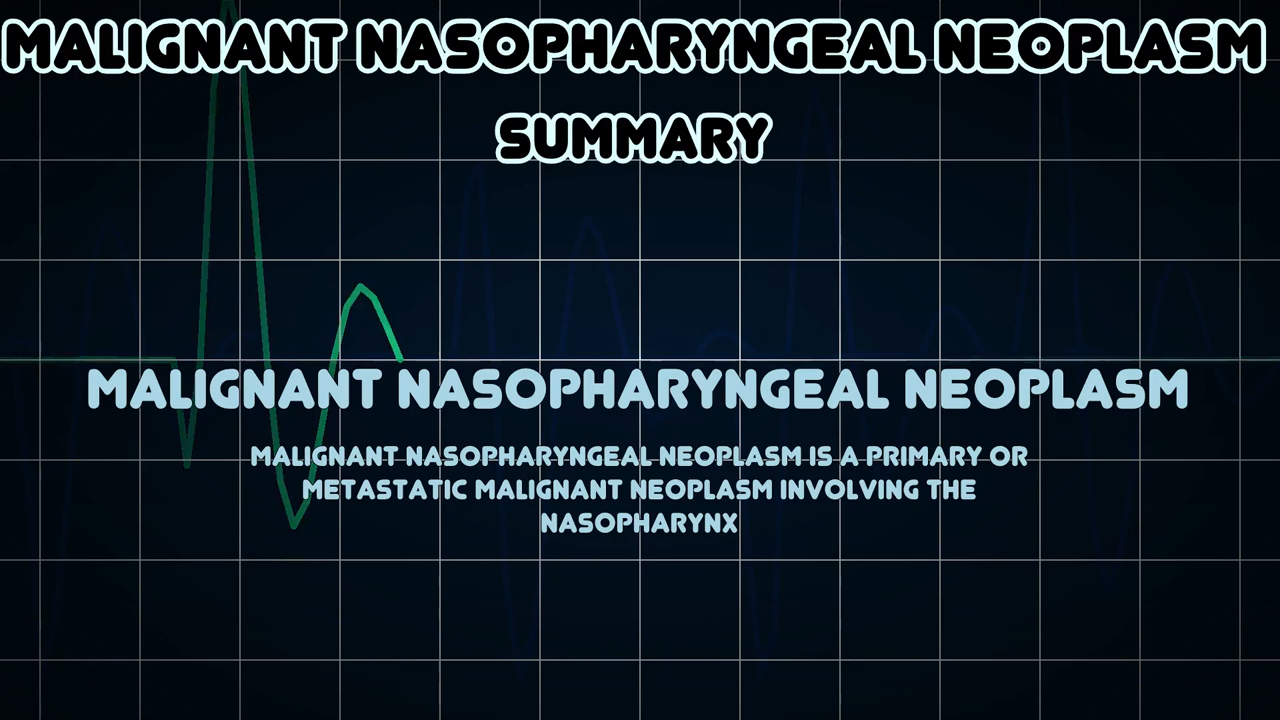 MALIGNANT NASOPHARYNGEAL NEOPLASM
SUMMARY
MALIGNANT NASOPHARYNGEAL NEOPLASM
MALIGNANT NASOPHARYNGEAL NEOPLASM IS A PRIMARY OR
METASTATIC MALIGNANT NEOPLASM INVOLVING THE
NASOPHARYNX